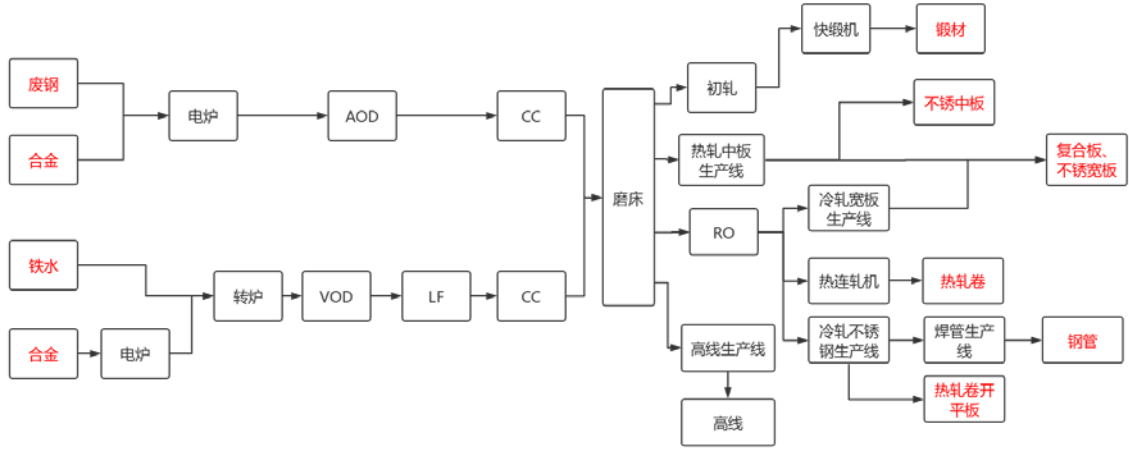 废钢
合金
电炉
AOD
CC
铁水
合金
电炉
转炉
VOD
LF
CC
磨床
初轧
快锻机
锻材
热轧中板
生产线
不锈中板
复合板、
不锈宽板
RO
冷轧宽板
生产线
热连轧机
热轧卷
冷轧不锈
钢生产线
焊管生产
线
钢管
热轧卷开
平板
高线生产线
高线